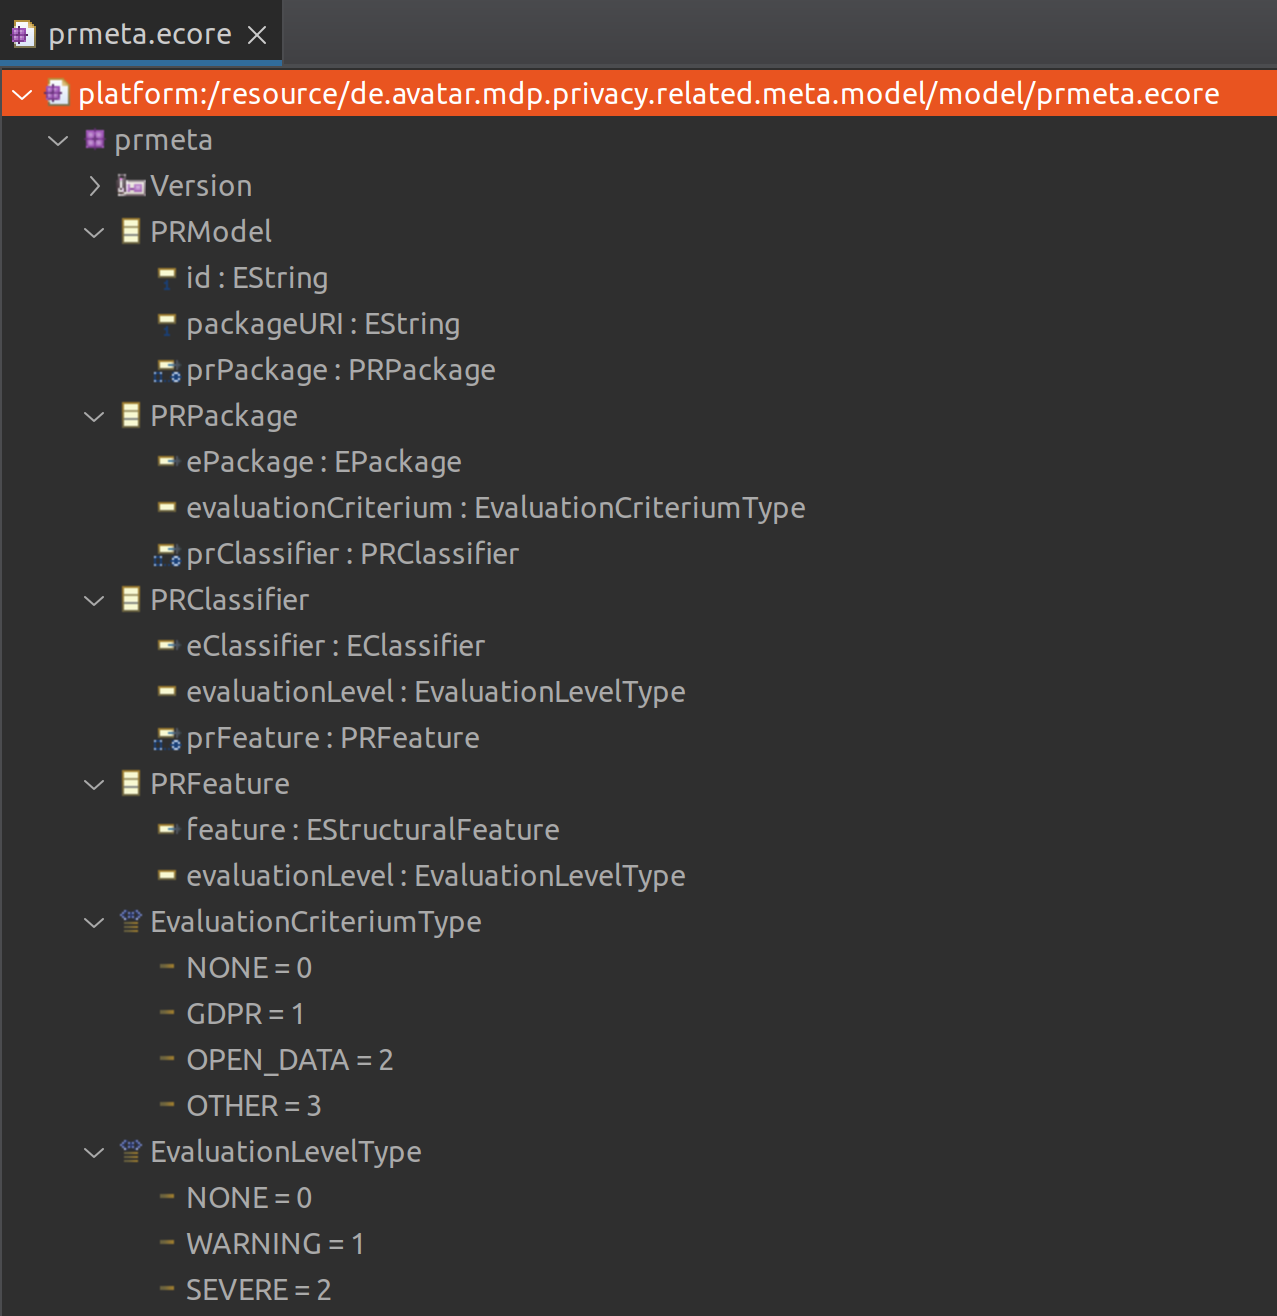 prmeta.ecore
platform:/resource/de.avatar.mdp.privacy.related.meta.model/model/prmeta.ecore
prmeta
Version
PRModel
id : EString
packageURI : EString
prPackage : PRPackage
PRPackage
ePackage : EPackage
evaluationCriterium : EvaluationCriteriumType
prClassifier : PRClassifier
PRClassifier
eClassifier : EClassifier
evaluationLevel : EvaluationLevelType
prFeature : PRFeature
PRFeature
feature : EStructuralFeature
evaluationLevel : EvaluationLevelType
EvaluationCriteriumType
NONE = 0
GDPR = 1
OPEN_DATA = 2
OTHER = 3
EvaluationLevelType
NONE = 0
WARNING = 1
SEVERE = 2